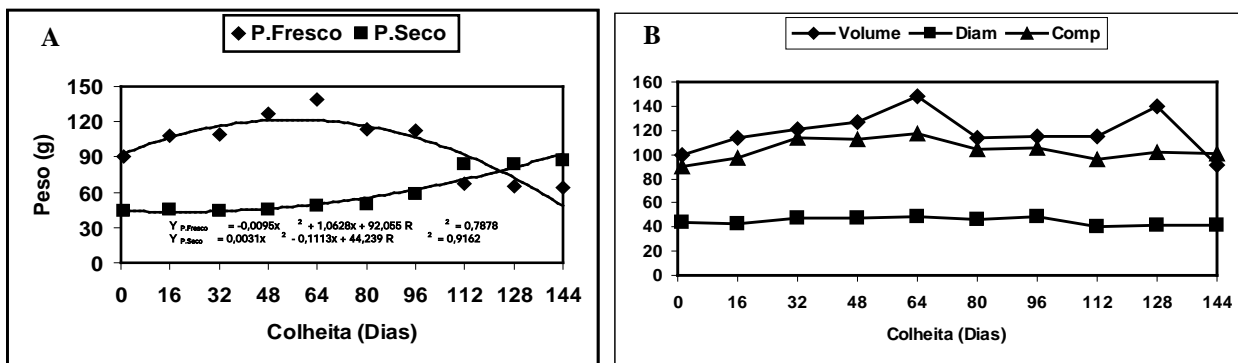 A
P.Fresco P.Seco
Peso (g)
150
120
90
60
30
0
Y P.Fresco = -0,0095x ² + 1,0628x + 92,055 R ² = 0,7878
Y P.Seco = 0,0031x ² - 0,1113x + 44,239 R ² = 0,9162
0 16 32 48 64 80 96 112 128 144
Colheita (Dias)
B
Volume Diam Comp
160
140
120
100
80
60
40
20
0
0 16 32 48 64 80 96 112 128 144
Colheita (Dias)